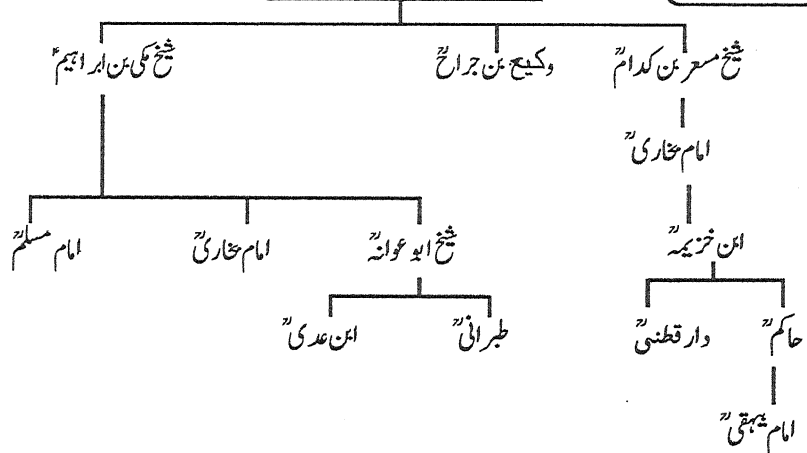 شیخ مسعر بن کدامؒ وکیع بن جراحؒ شیخ مکی بن ابراہیمؒ
امام بخاریؒ
ابن خزیمہؒ شیخ ابو عوانہؒ امام بخاریؒ امام مسلمؒ
حاکمؒ دار قطنیؒ طبرانیؒ ابن عدیؒ
امام بیہقیؒ